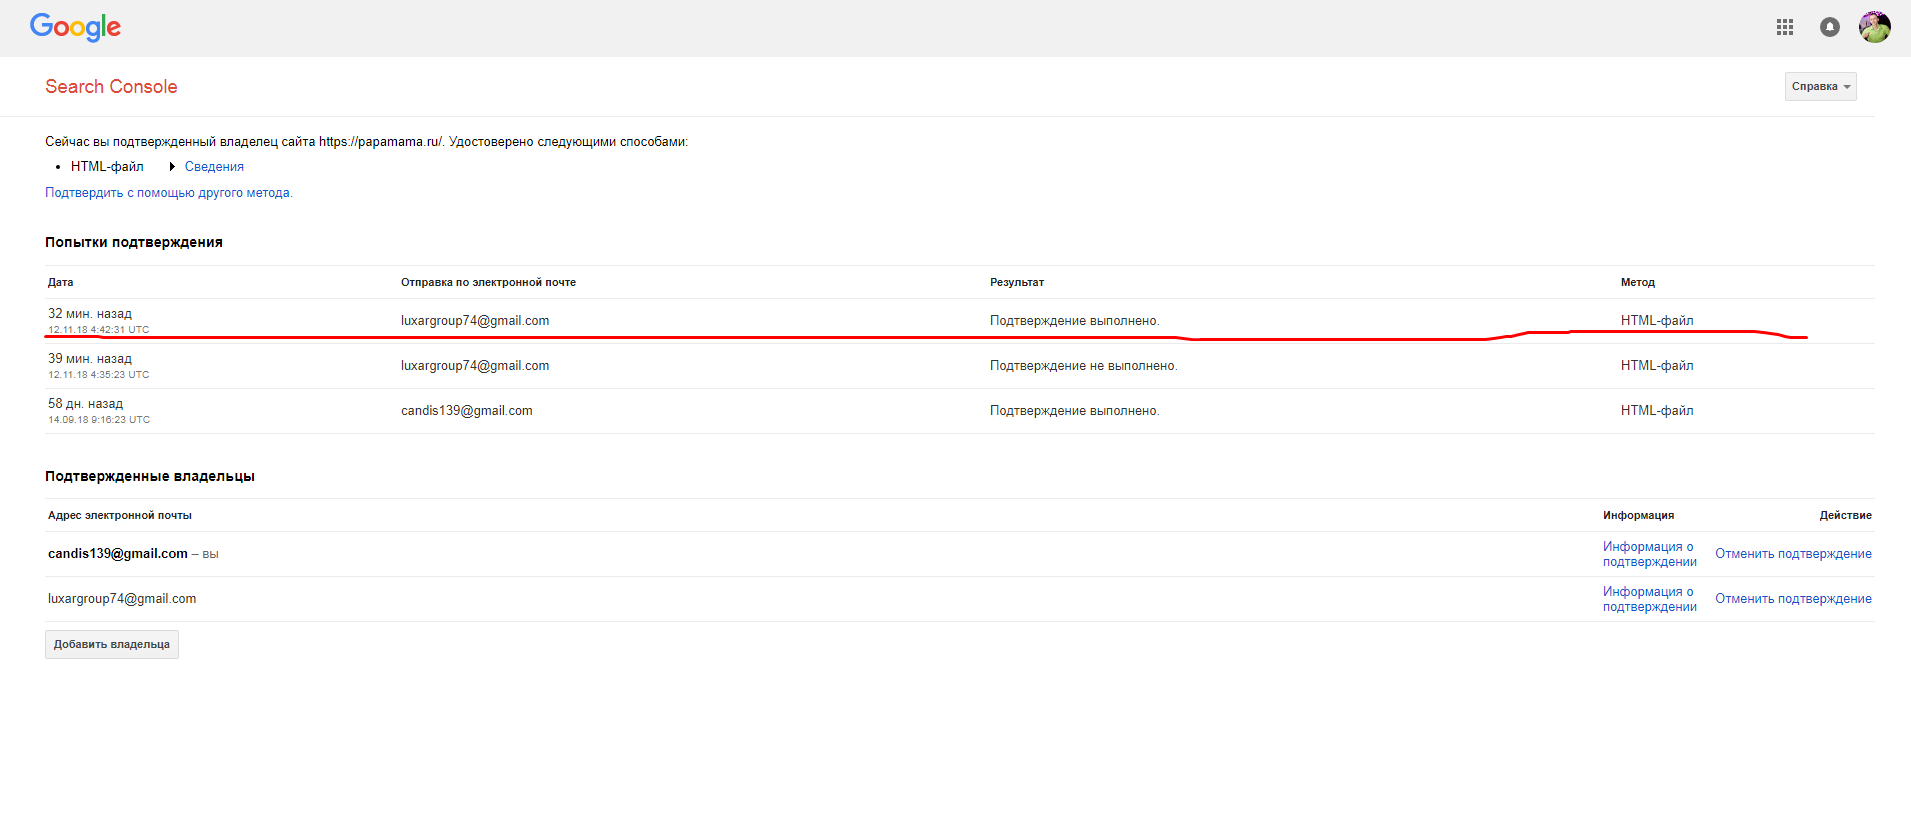 Google
Search Console
Справка
Сейчас вы подтвержденный владелец сайта https://papamama.ru/. Удостоверено следующими способами:
• HTML-файл Сведения
Подтвердить с помощью другого метода.
Попытки подтверждения
Дата Отправка по электронной почте Результат Метод
32 мин. назад
12.11.18 4:42:31 UTC
luxargroup74@gmail.com Подтверждение выполнено. HTML-файл
39 мин. назад
12.11.18 4:35:23 UTC
luxargroup74@gmail.com Подтверждение не выполнено. HTML-файл
58 дн. назад
14.09.18 9:16:23 UTC
candis139@gmail.com Подтверждение выполнено. HTML-файл
Подтвержденные владельцы
Адрес электронной почты Информация Действие
candis139@gmail.com – вы
Информация о
подтверждении
Отменить подтверждение
luxargroup74@gmail.com
Информация о
подтверждении
Отменить подтверждение
Добавить владельца